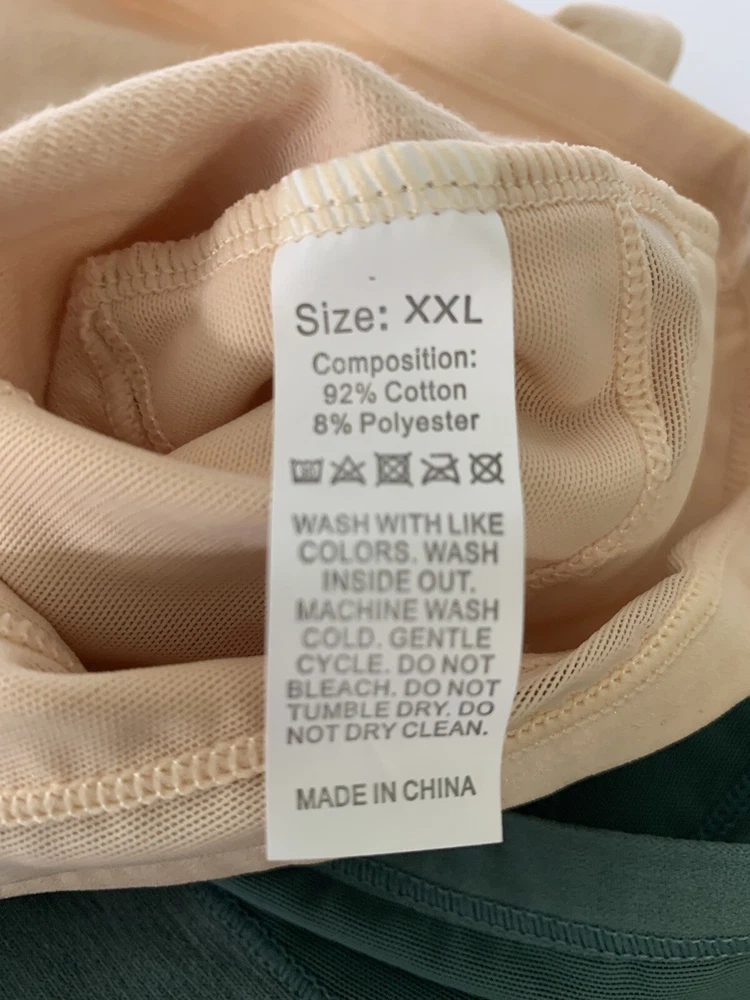 Size: XXL
Composition:
92% Cotton
8% Polyester
WASH WITH LIKE
COLORS. WASH
INSIDE OUT.
MACHINE WASH
COLD. GENTLE
CYCLE. DO NOT
BLEACH. DO NOT
TUMBLE DRY. DO
NOT DRY CLEAN.
MADE IN CHINA